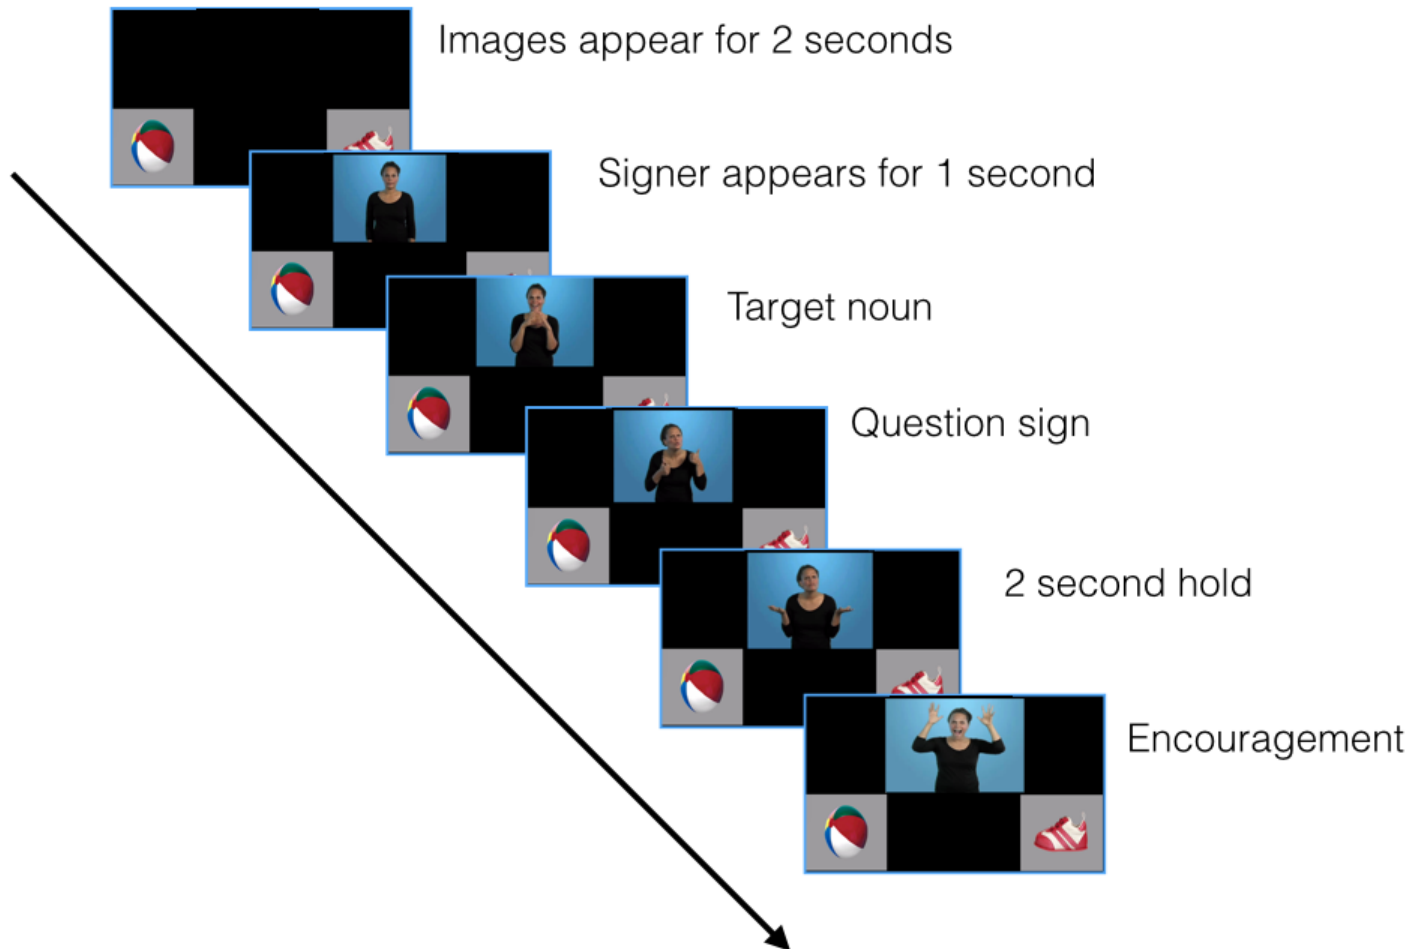 Images appear for 2 seconds
Signer appears for 1 second
Target noun
Question sign
2 second hold
Encouragement